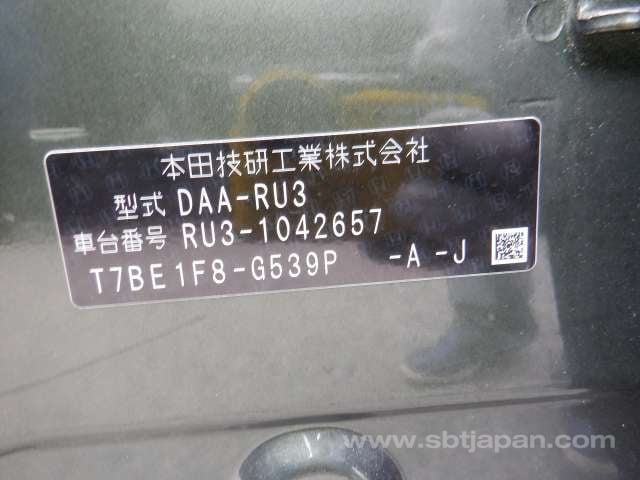 本田技研工業株式会社
型式 DAA-RU3
車台番号 RU3-1042657
T7BE1F8-G539P -A-J
www.sbtjapan.com